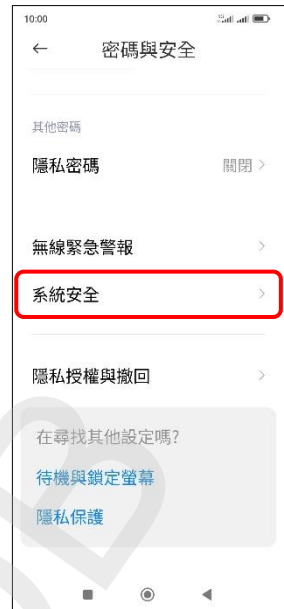 10:00
密碼與安全
其他密碼
隱私密碼 關閉
無線緊急警報
系統安全
隱私授權與撤回
在尋找其他設定嗎?
待機與鎖定螢幕
隱私保護